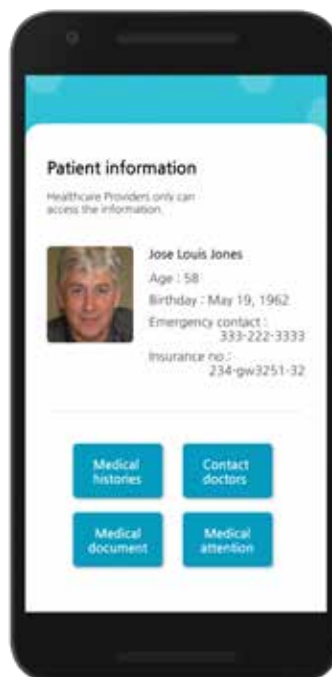 Patient information
Healthcare Providers only can
access the information.
Jose Louis Jones
Age : 58
Birthday : May 19, 1962
Emergency contact :
333-222-3333
Insurance no.:
234-gw3251-32
Medical
histories
Contact
doctors
Medical
document
Medical
attention